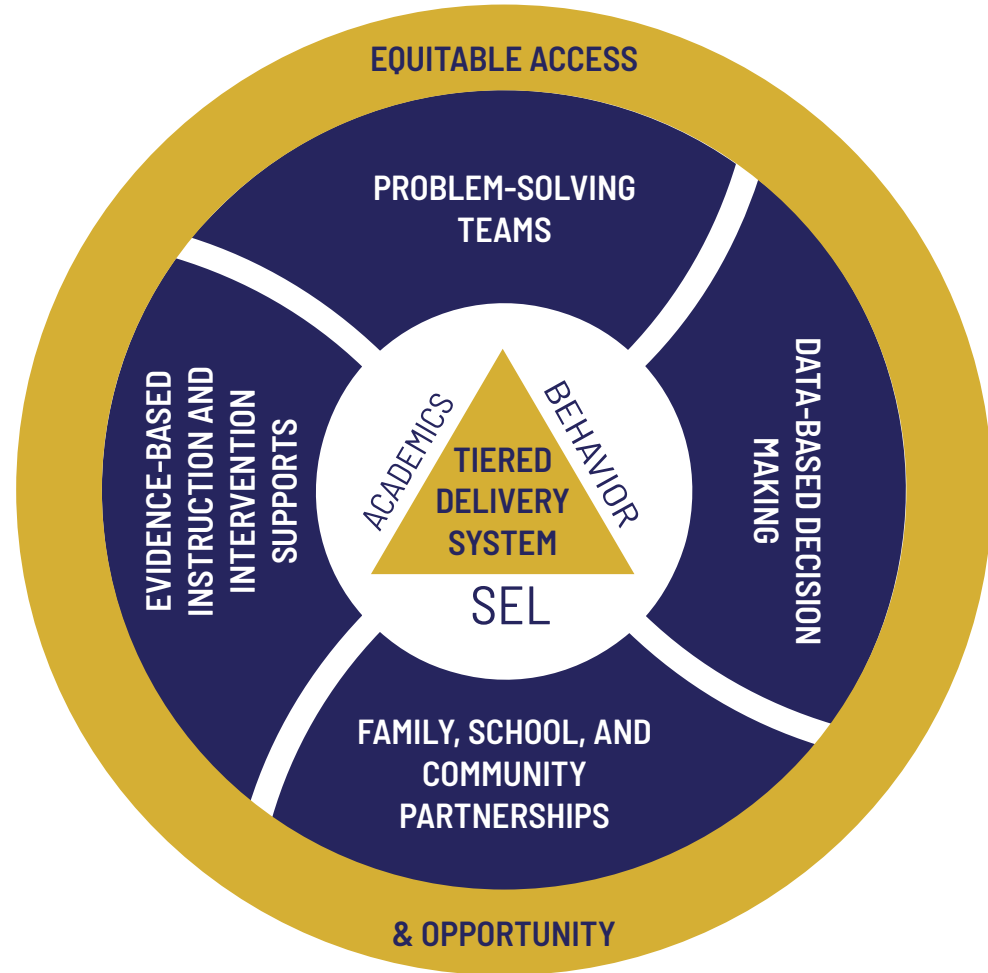 EQUITABLE ACCESS
PROBLEM-SOLVING
TEAMS
EVIDENCE-BASED
INSTRUCTION AND
INTERVENTION
SUPPORTS
ACADEMICS
BEHAVIOR
TIERED
DELIVERY
SYSTEM
SEL
DATA-BASED DECISION
MAKING
FAMILY, SCHOOL, AND
COMMUNITY
PARTNERSHIPS
& OPPORTUNITY